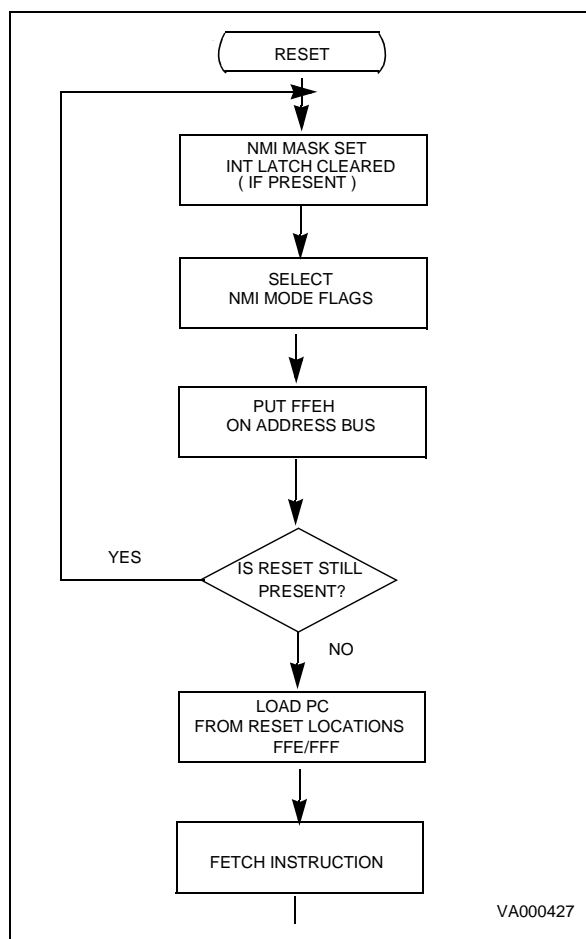 RESET
NMI MASK SET
INT LATCH CLEARED
( IF PRESENT )
SELECT
NMI MODE FLAGS
PUT FFEH
ON ADDRESS BUS
YES
IS RESET STILL
PRESENT?
NO
LOAD PC
FROM RESET LOCATIONS
FFE/FFF
FETCH INSTRUCTION
VA000427